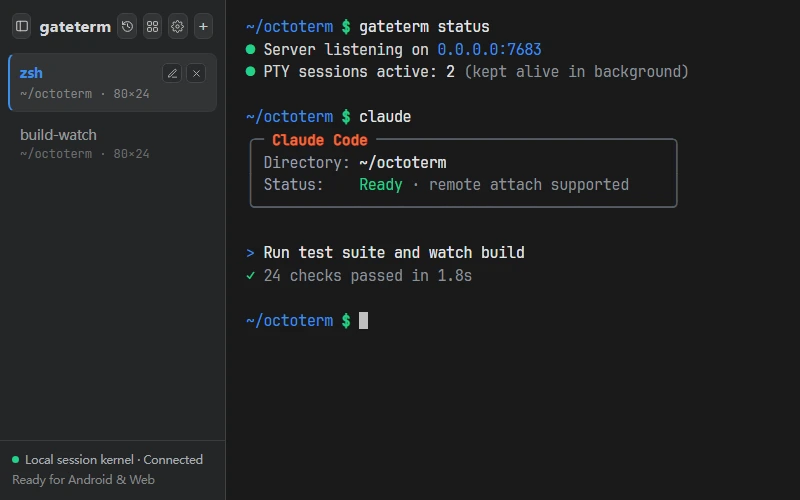 gateterm
zsh
~/octoterm · 80×24
build-watch
~/octoterm · 80×24
Local session kernel · Connected
Ready for Android & Web
~/octoterm $ gateterm status
● Server listening on 0.0.0.0:7683
● PTY sessions active: 2 (kept alive in background)
~/octoterm $ claude
Claude Code
Directory: ~/octoterm
Status: Ready · remote attach supported
> Run test suite and watch build
✓ 24 checks passed in 1.8s
~/octoterm $